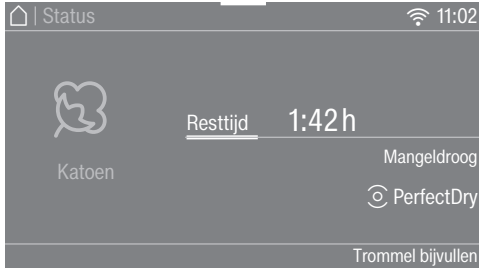 | Status 11:02
Resttijd 1:42 h
Katoen
Mangeldroog
PerfectDry
Trommel bijvullen